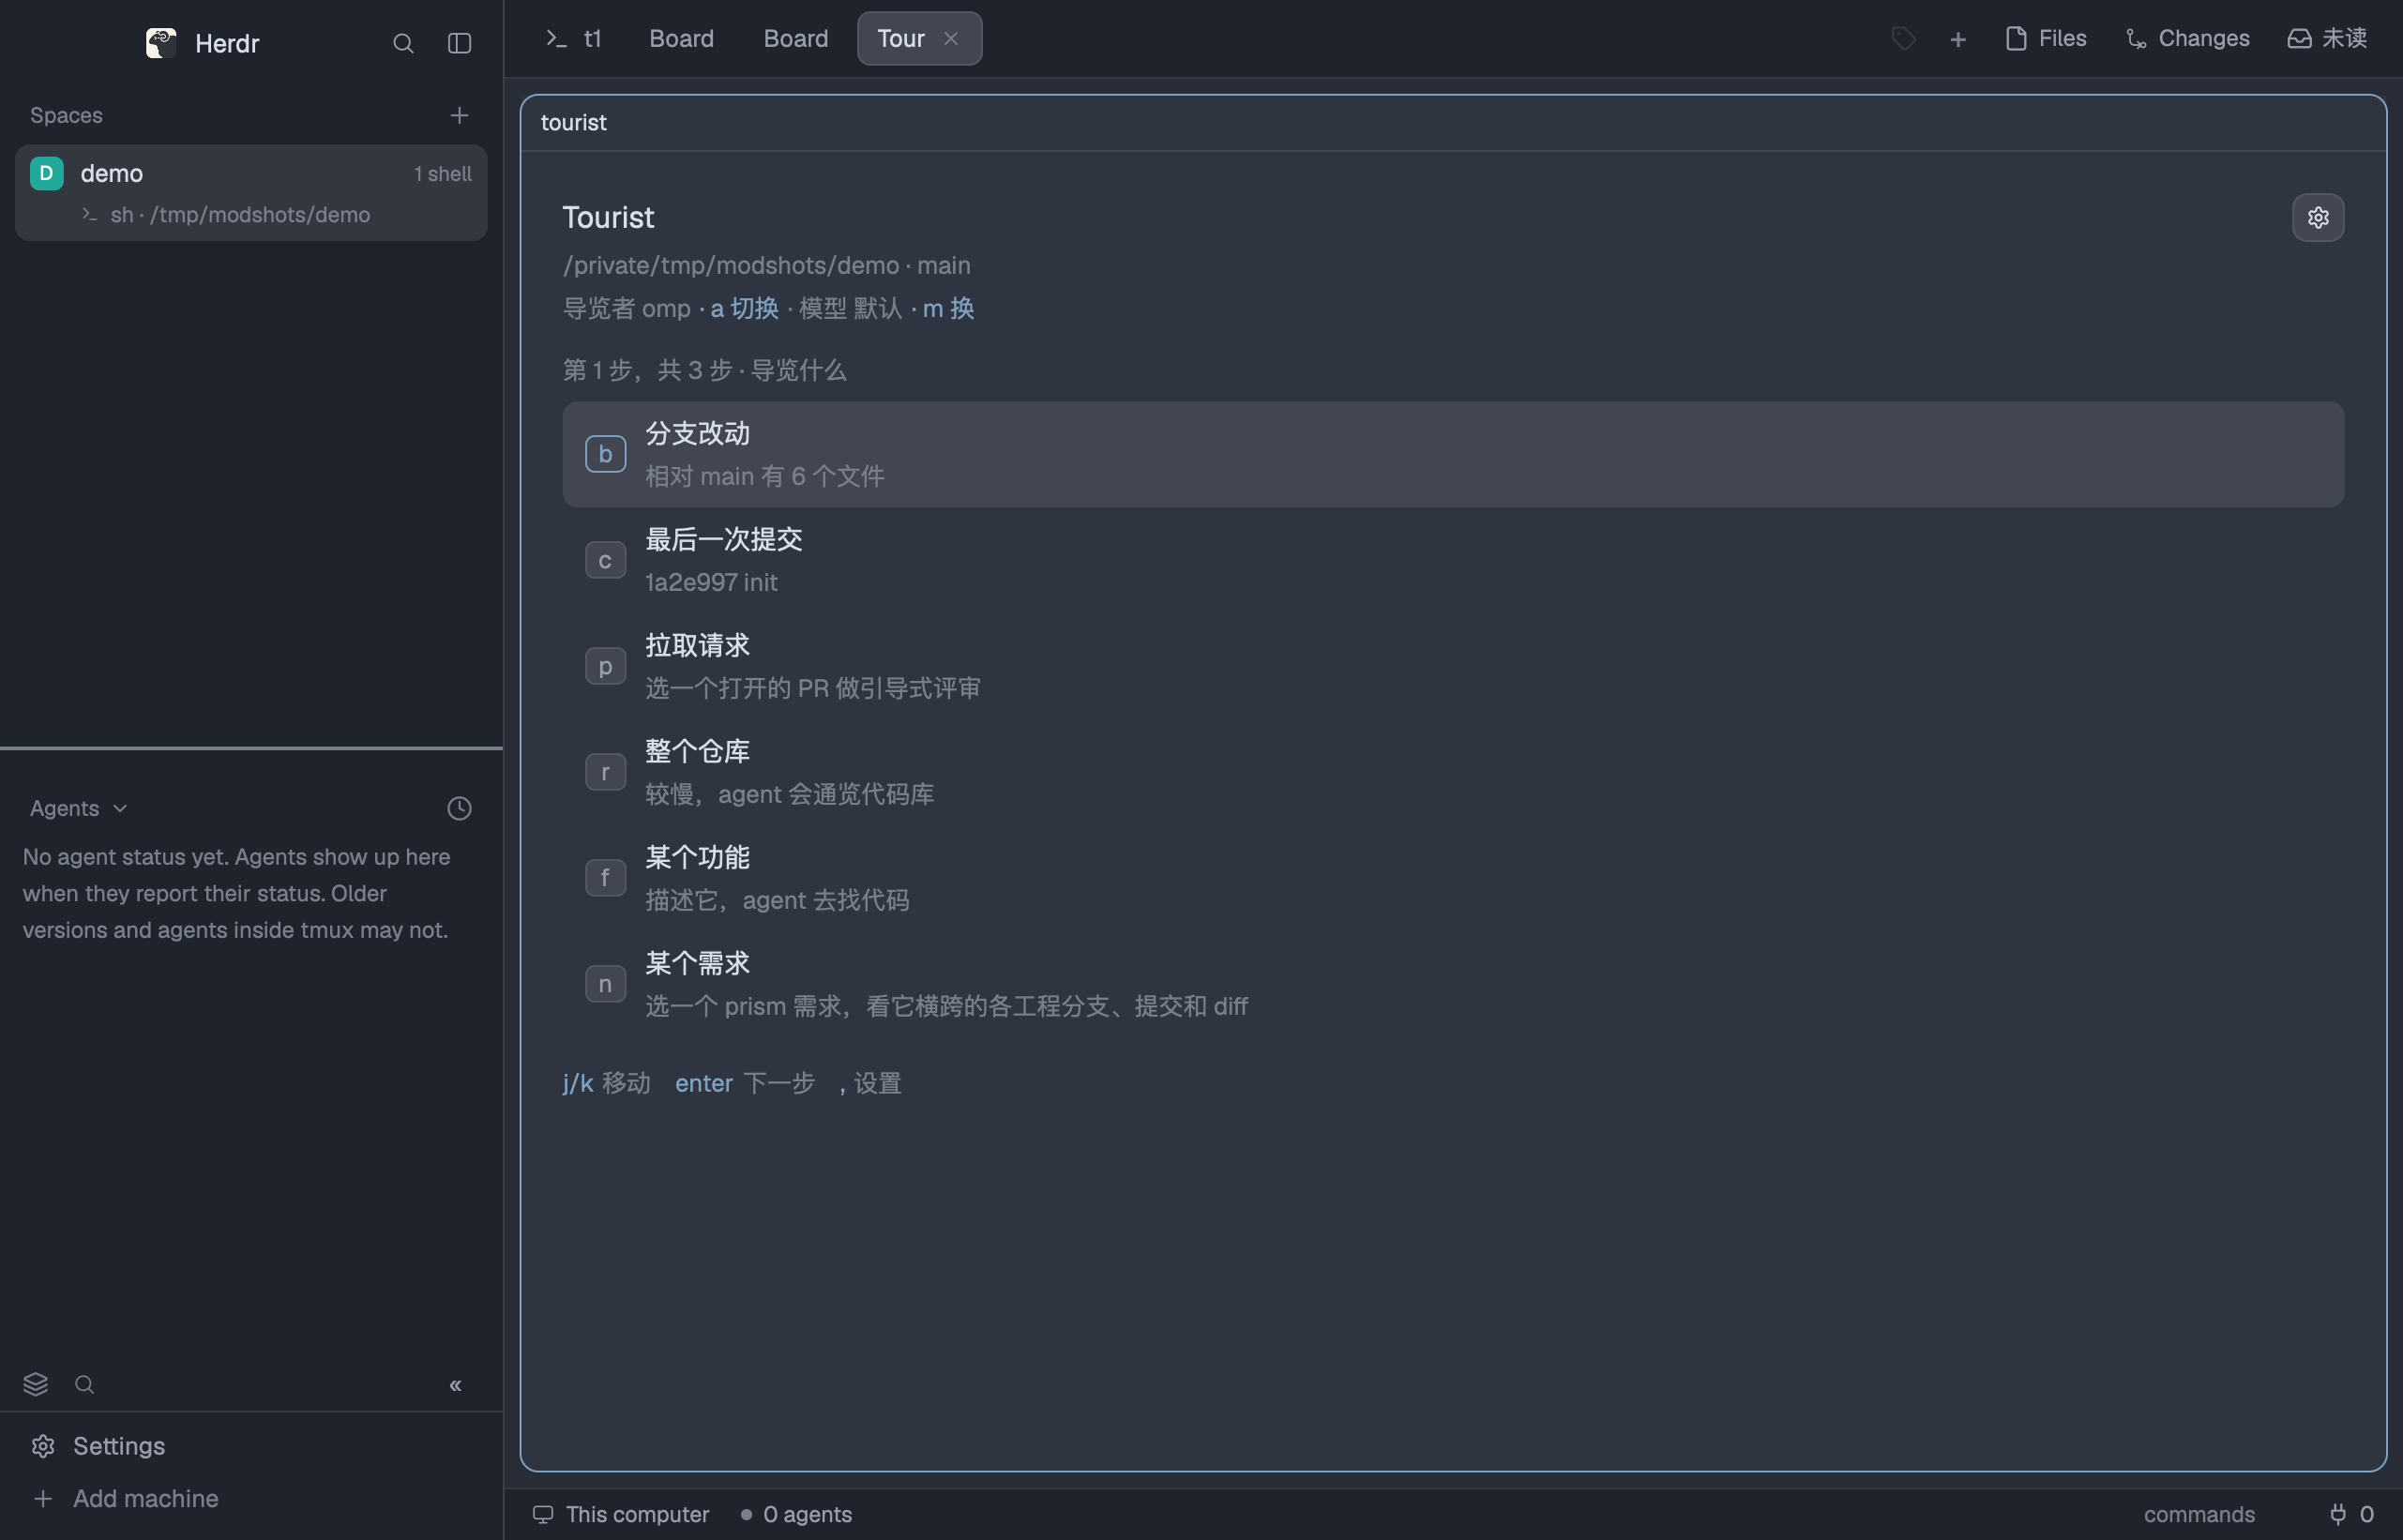 Herdr
Spaces
D demo 1 shell
sh · /tmp/modshots/demo
Agents
No agent status yet. Agents show up here
when they report their status. Older
versions and agents inside tmux may not.
«
Settings
Add machine
t1 Board Board Tour Files Changes 未读
tourist
Tourist
/private/tmp/modshots/demo · main
导览者 omp · a 切换 · 模型 默认 · m 换
第 1 步，共 3 步 · 导览什么
b 分支改动
相对 main 有 6 个文件
c 最后一次提交
1a2e997 init
p 拉取请求
选一个打开的 PR 做引导式评审
r 整个仓库
较慢，agent 会通览代码库
f 某个功能
描述它，agent 去找代码
n 某个需求
选一个 prism 需求，看它横跨的各工程分支、提交和 diff
j/k 移动 enter 下一步 , 设置
This computer 0 agents commands 0